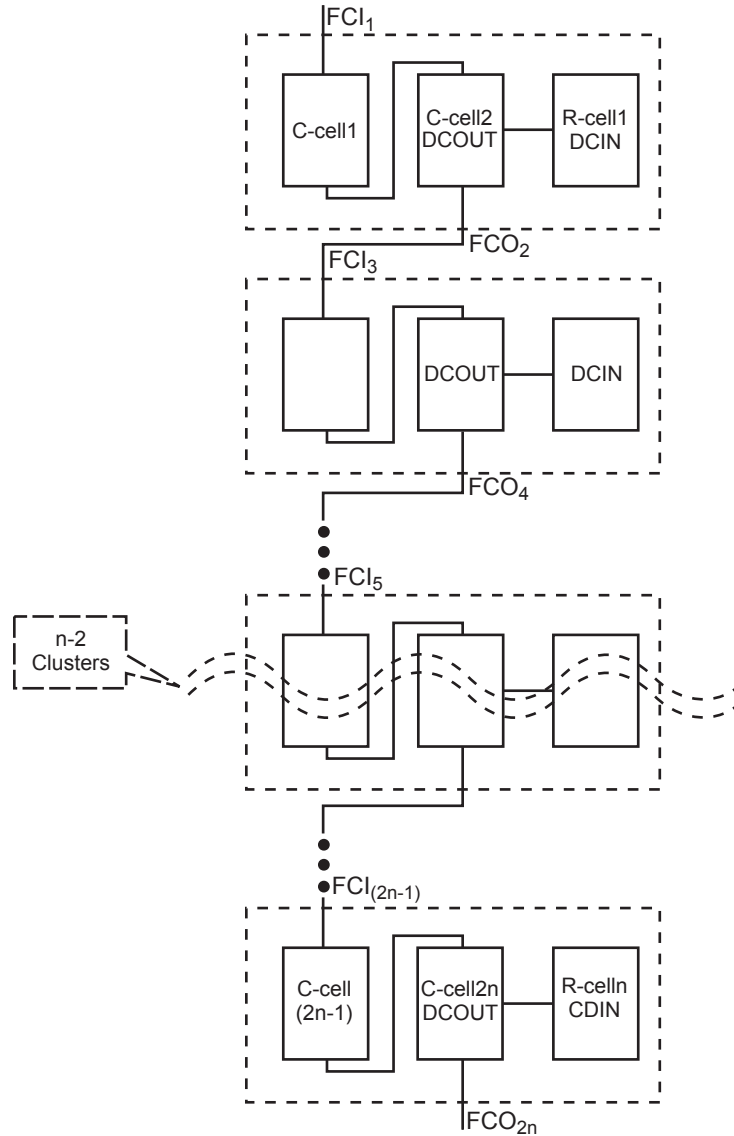 FCI1
C-cell1
C-cell2
DCOUT
R-cell1
DCIN
FCO2
FCI3
DCOUT
DCIN
FCO4
FCI5
n-2
Clusters
FCI(2n-1)
C-cell
(2n-1)
C-cell2n
DCOUT
R-celln
CDIN
FCO2n